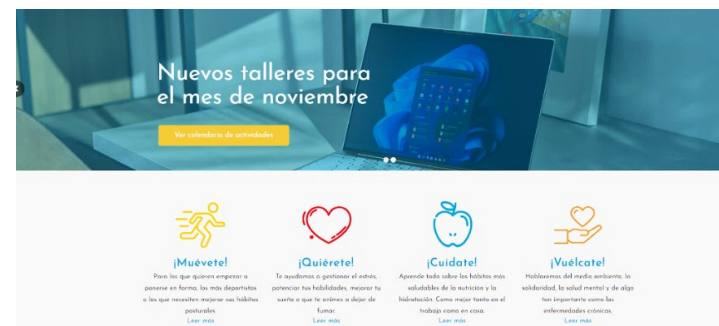 Nuevos talleres para
el mes de noviembre
Ver calendario de actividades
¡Muévete!
Para los que quieran empezar a
ponerse en forma, los más deportistas
o los que necesiten mejorar sus hábitos
posturales
Leer más
¡Quiérete!
Te ayudamos a gestionar el estrés,
potenciar tus habilidades, mejorar tu
sueño o que te animes a dejar de
fumar.
Leer más
¡Cuídate!
Aprende todo sobre los hábitos más
saludables de la nutrición y la
hidratación. Como mejor tanto en el
trabajo como en casa.
Leer más
¡Vuélcate!
Hablaremos del medio ambiente, la
solidaridad, la salud mental y de algo
tan importante como las
enfermedades crónicas.
Leer más